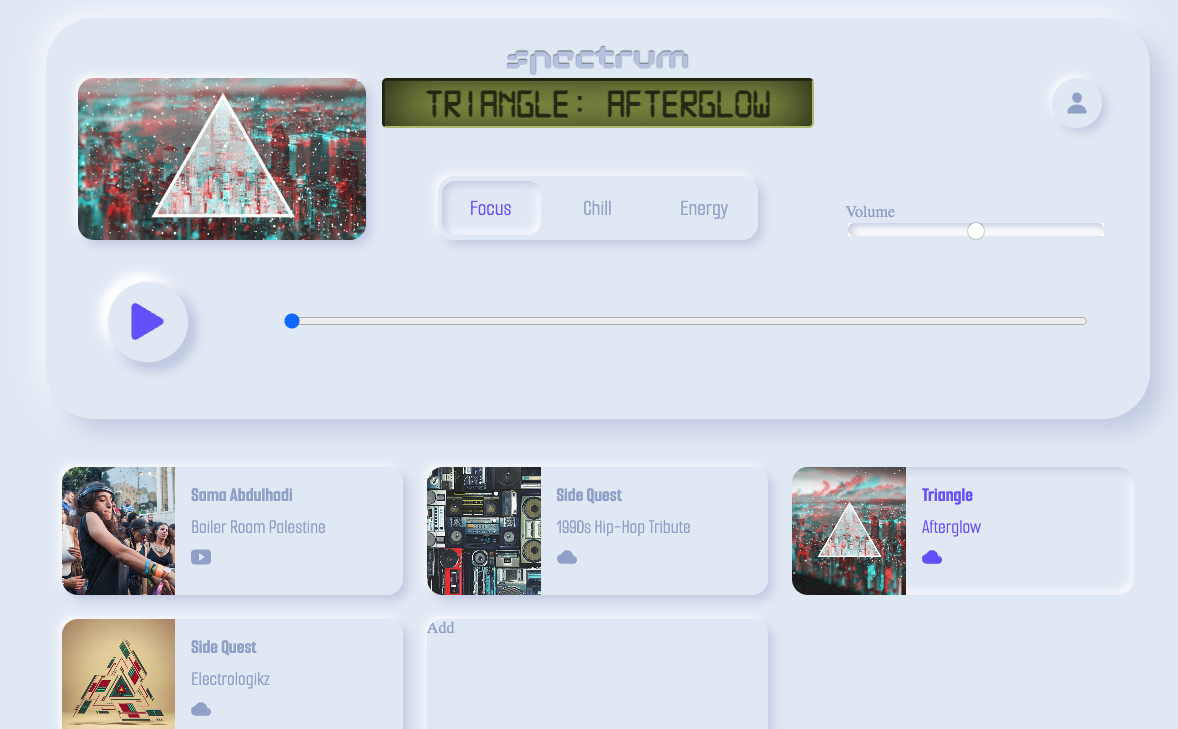 spectrum
TRIANGLE: AFTERGLOW
Focus
Chill
Energy
Volume
Sama Abdulhadi
Boiler Room Palestine
Side Quest
1990s Hip-Hop Tribute
Triangle
Afterglow
Side Quest
Electrologikz
Add